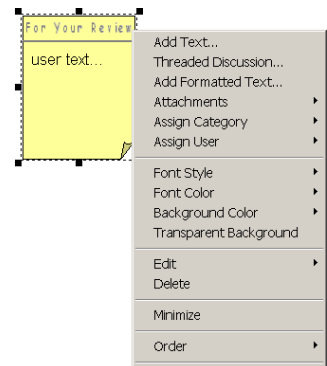 For Your Review
user text...
Add Text...
Threaded Discussion...
Add Formatted Text...
Attachments
Assign Category
Assign User
Font Style
Font Color
Background Color
Transparent Background
Edit
Delete
Minimize
Order